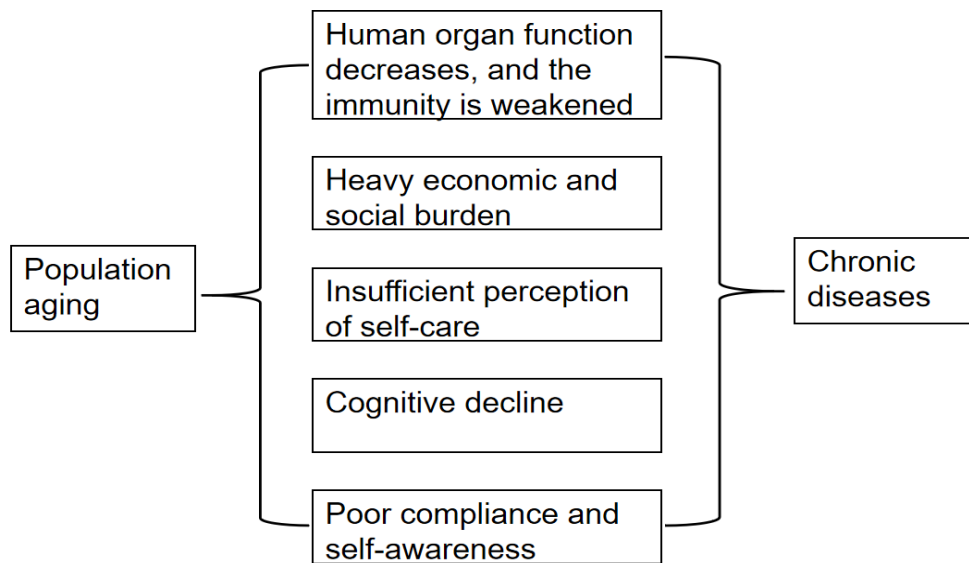 Human organ function
decreases, and the
immunity is weakened
Heavy economic and
social burden
Population
aging
Insufficient perception
of self-care
Chronic
diseases
Cognitive decline
Poor compliance and
self-awareness